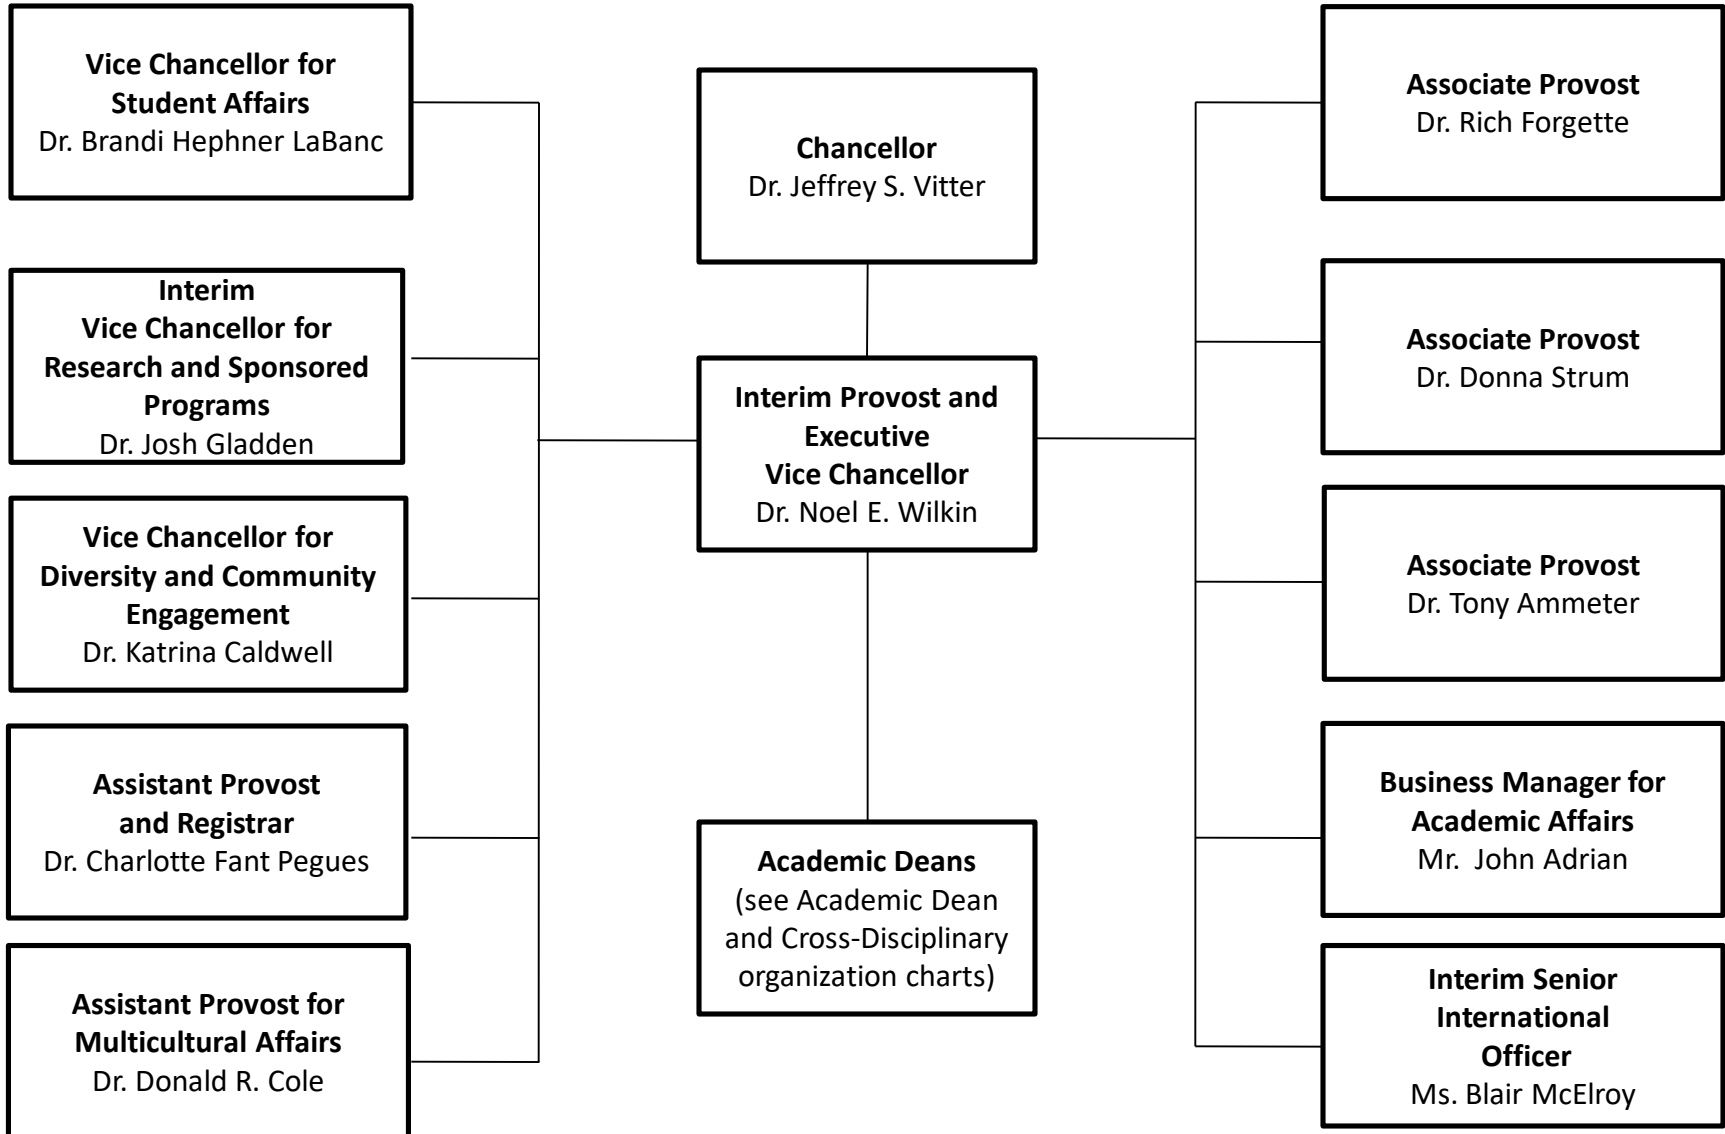 Vice Chancellor for
Student Affairs
Dr. Brandi Hephner LaBanc
Interim
Vice Chancellor for
Research and Sponsored
Programs
Dr. Josh Gladden
Vice Chancellor for
Diversity and Community
Engagement
Dr. Katrina Caldwell
Assistant Provost
and Registrar
Dr. Charlotte Fant Pegues
Assistant Provost for
Multicultural Affairs
Dr. Donald R. Cole
Chancellor
Dr. Jeffrey S. Vitter
Interim Provost and
Executive
Vice Chancellor
Dr. Noel E. Wilkin
Academic Deans
(see Academic Dean
and Cross-Disciplinary
organization charts)
Associate Provost
Dr. Rich Forgette
Associate Provost
Dr. Donna Strum
Associate Provost
Dr. Tony Ammeter
Business Manager for
Academic Affairs
Mr.  John Adrian
Interim Senior
International
Officer
Ms. Blair McElroy